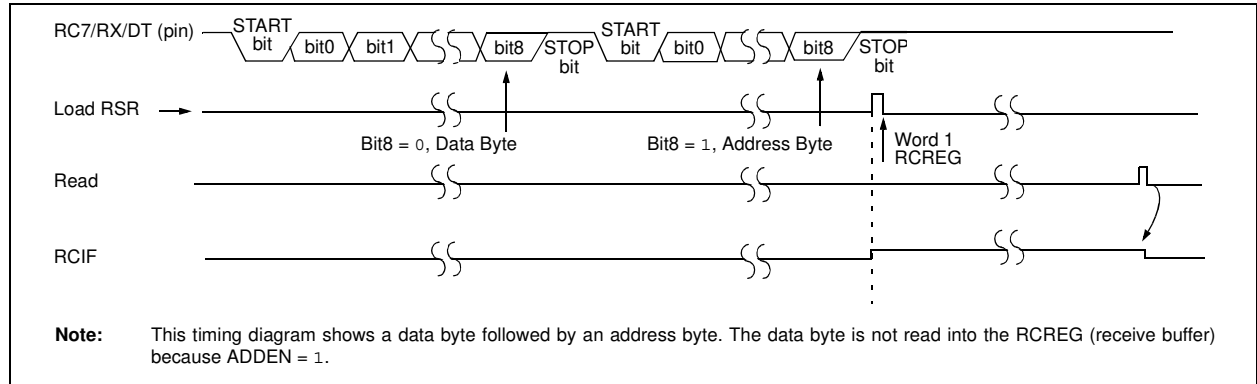 RC7/RX/DT (pin)
START
bit
bit0
bit1
bit8
STOP
bit
START
bit
bit0
bit8
STOP
bit
Load RSR
Bit8 = 0, Data Byte
Bit8 = 1, Address Byte
Word 1
RCREG
Read
RCIF
Note: This timing diagram shows a data byte followed by an address byte. The data byte is not read into the RCREG (receive buffer)
because ADDEN = 1.